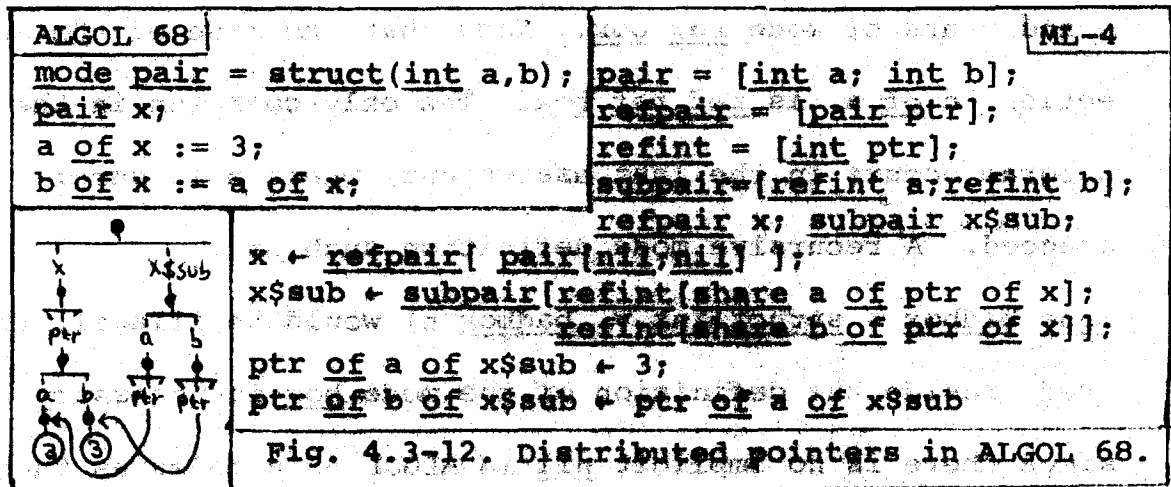 ALGOL 68
mode pair = struct(int a,b);
pair x;
a of x := 3;
b of x := a of x;
ML-4
pair = [int a; int b];
refpair = [pair ptr];
refint = [int ptr];
subpair=[refint a;refint b];
refpair x; subpair x$sub;
x ← refpair[ pair[nil;nil] ];
x$sub ← subpair[refint[share a of ptr of x];
refint[share b of ptr of x]];
ptr of a of x$sub ← 3;
ptr of b of x$sub ← ptr of a of x$sub
x x$sub
ptr a b
a b ptr ptr
3 3
Fig. 4.3-12. Distributed pointers in ALGOL 68.